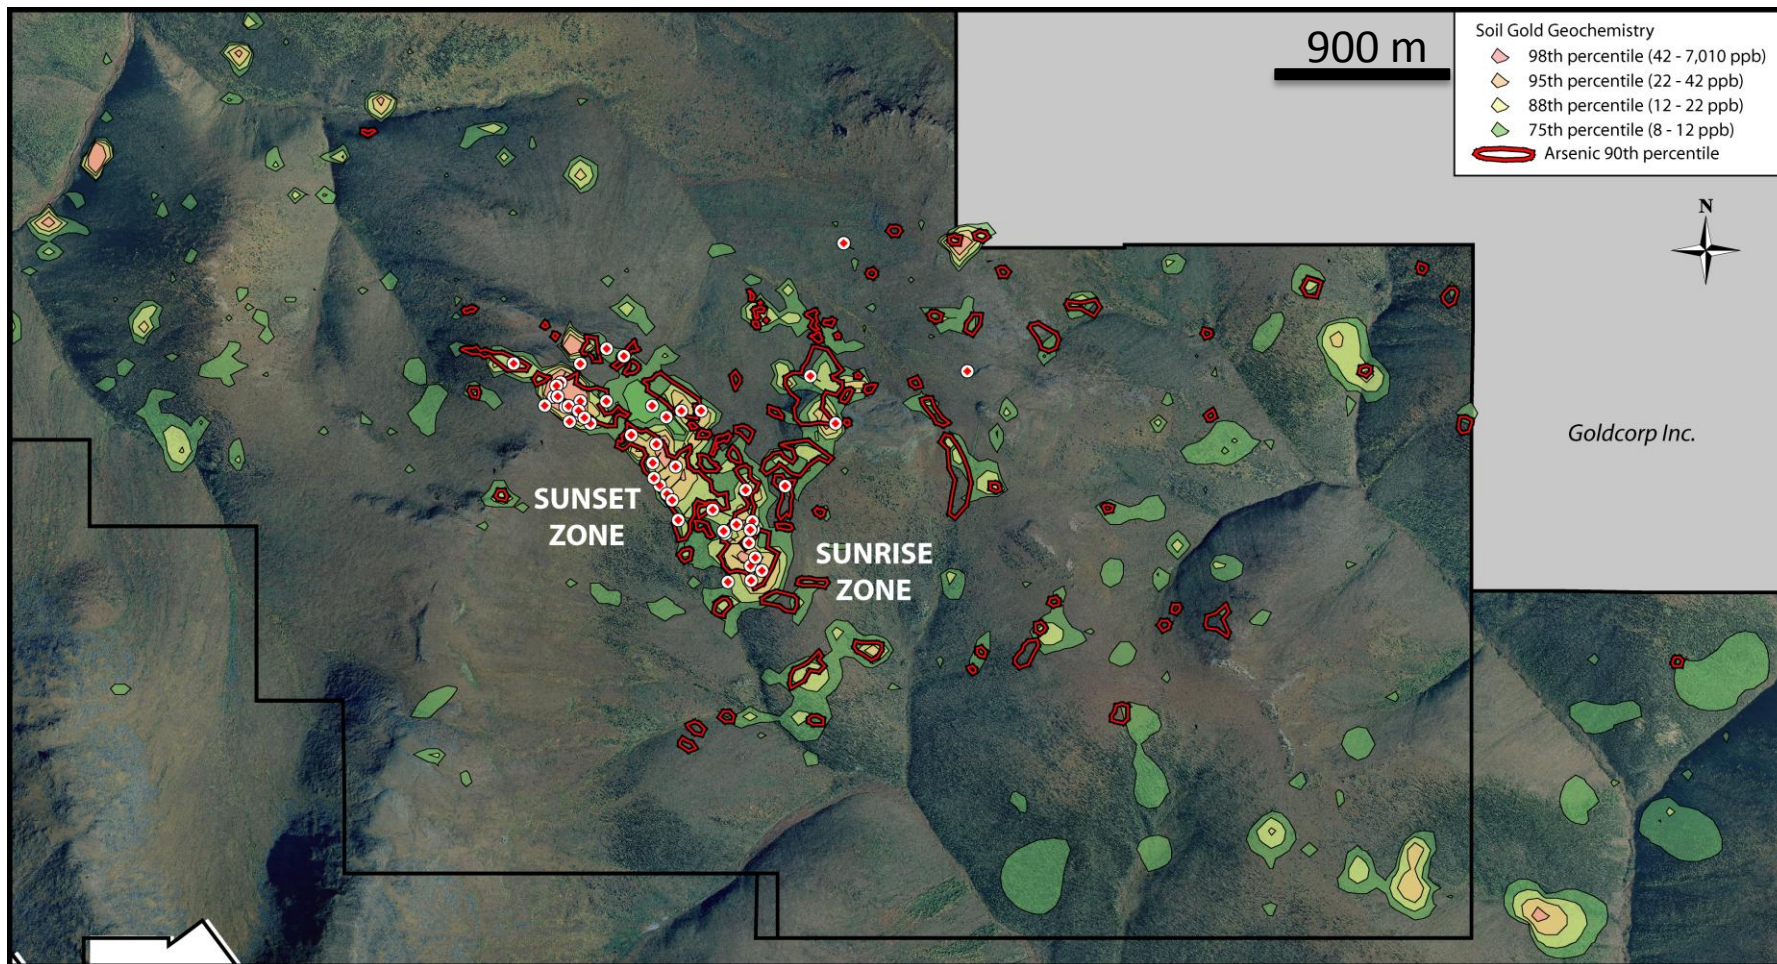 900 m
Soil Gold Geochemistry
98th percentile (42 - 7,010 ppb)
95th percentile (22 - 42 ppb)
88th percentile (12 - 22 ppb)
75th percentile (8 - 12 ppb)
Arsenic 90th percentile
N
Goldcorp Inc.
SUNSET
ZONE
SUNRISE
ZONE